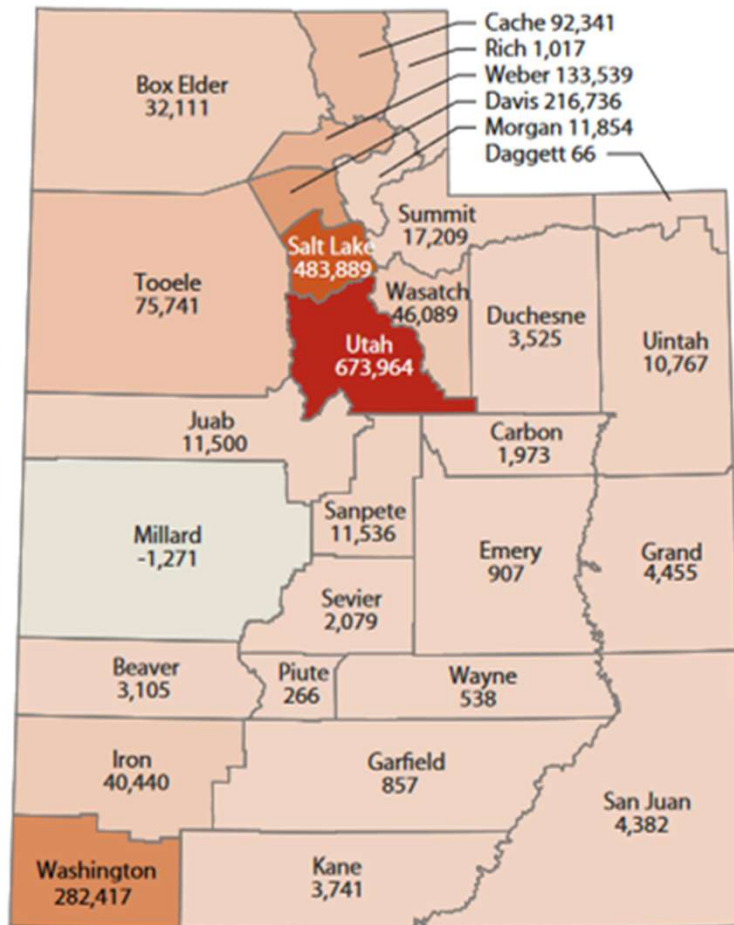 Cache 92,341
Rich 1,017
Weber 133,539
Davis 216,736
Morgan 11,854
Daggett 66
Box Elder
32,111
Summit
17,209
Salt Lake
483,889
Tooele
75,741
Wasatch
46,089
Duchesne
3,525
Uintah
10,767
Utah
673,964
Juab
11,500
Carbon
1,973
Sanpete
11,536
Millard
-1,271
Emery
907
Grand
4,455
Sevier
2,079
Beaver
3,105
Piute
266
Wayne
538
Iron
40,440
Garfield
857
San Juan
4,382
Washington
282,417
Kane
3,741